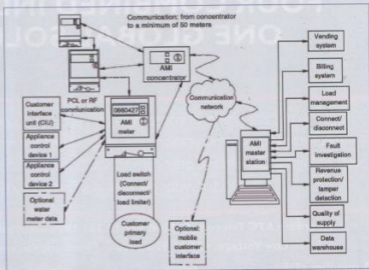 Communication: from concentrator
to a minimum of 50 meters
AMI
concentrator
POL or RF
communication
0660427
AMI
meter
Customer
interface
unit (CIU)
Appliance
control
device 1
Appliance
control
device 2
Optional
water
meter data
Load switch
(Connect/
disconnect/
load limiter)
Customer
primary
load
Communication
network
Optional:
mobile
customer
interface
AMI
master
station
Vending
system
Billing
system
Load
management
Connect/
disconnect
Fault
investigation
Revenue
protection/
tamper
detection
Quality of
supply
Data
warehouse